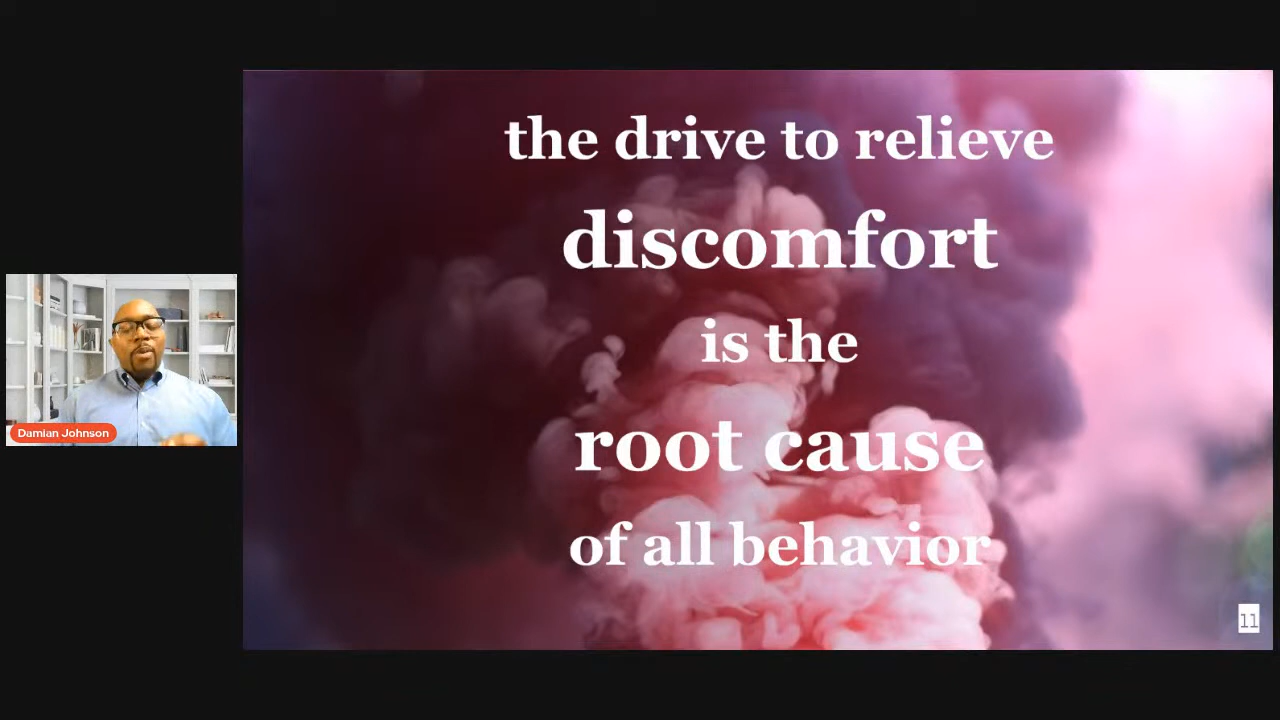 the drive to relieve
discomfort
is the
root cause
of all behavior
Damian Johnson
11